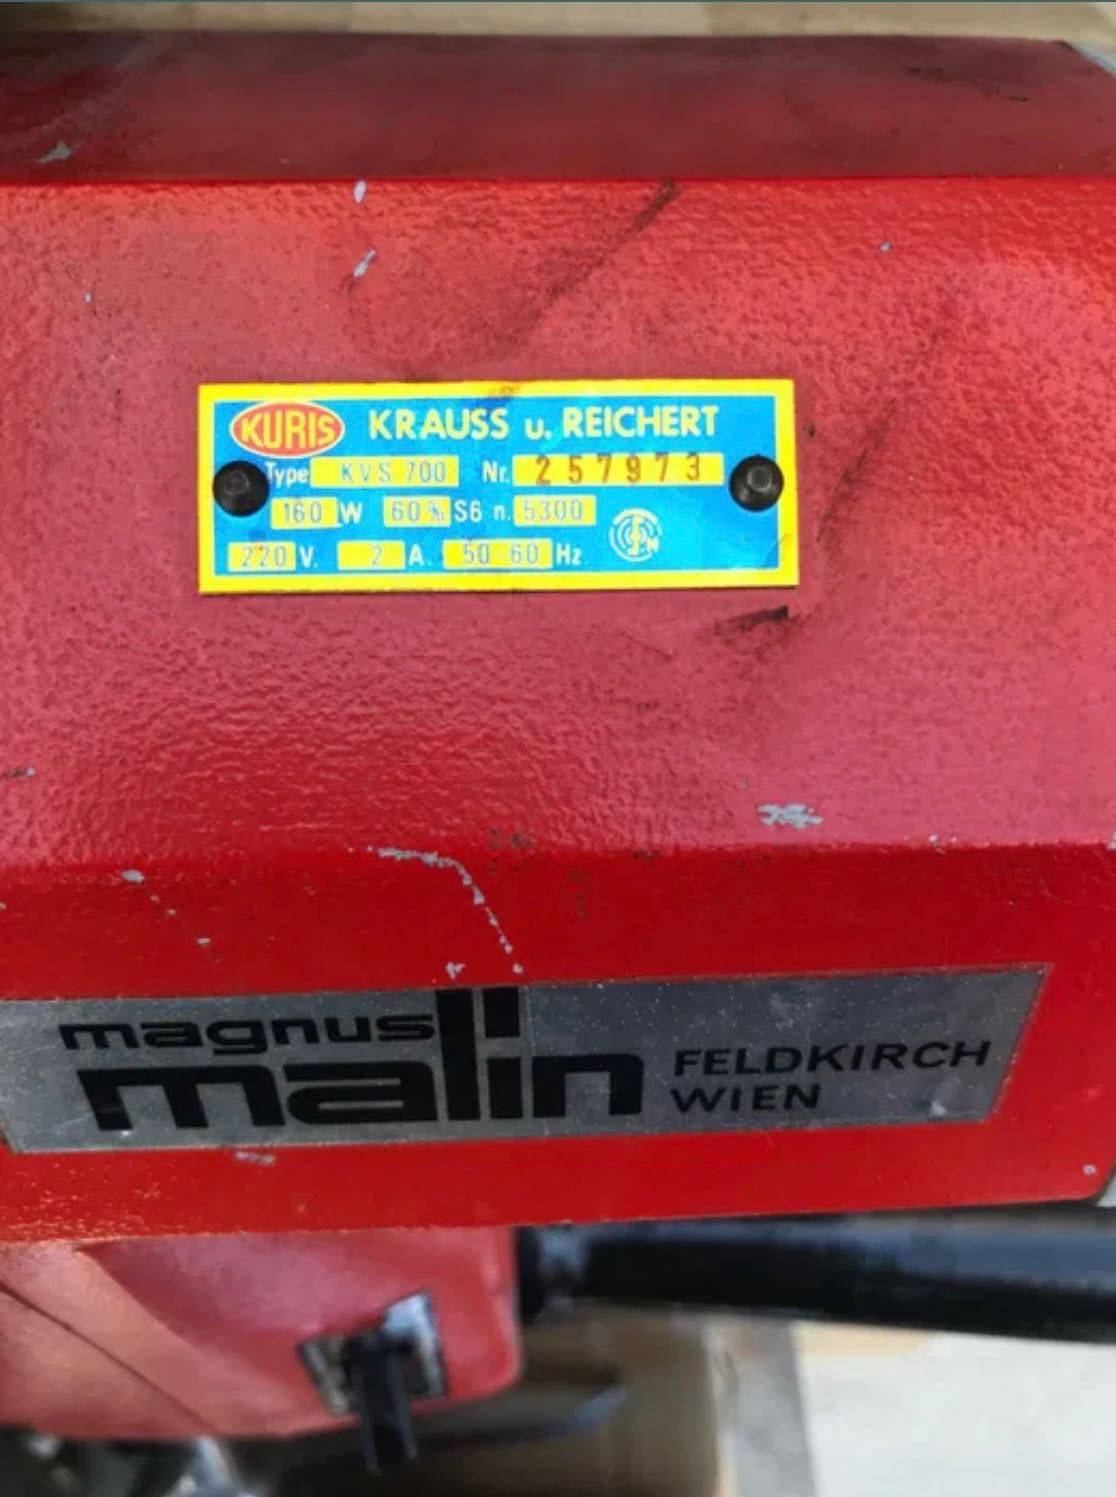 KURIS KRAUSS u. REICHERT
Type KVS 700 Nr. 257973
160 W 60% S6 n. 5300
220 V. 2 A. 50-60 Hz.
magnus
malin
FELDKIRCH
WIEN